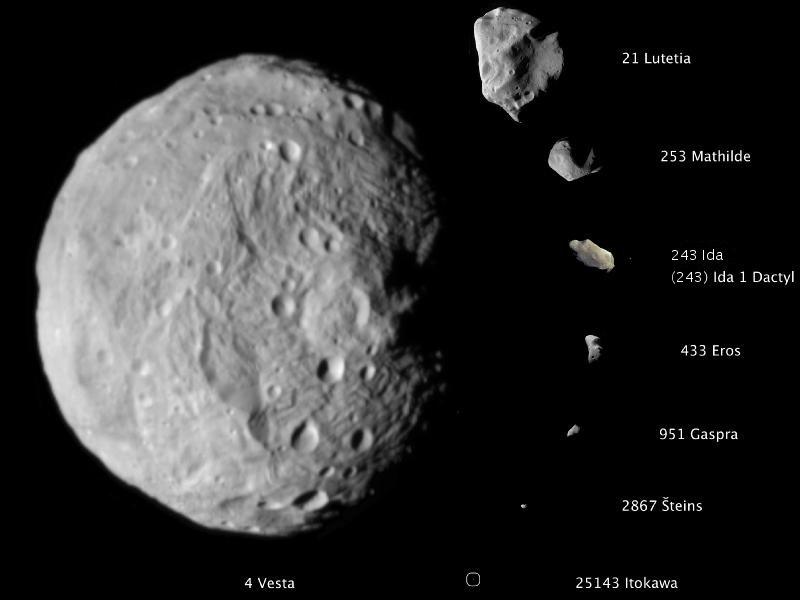 21 Lutetia
253 Mathilde
243 Ida
(243) Ida 1 Dactyl
433 Eros
951 Gaspra
2867 Šteins
4 Vesta
25143 Itokawa